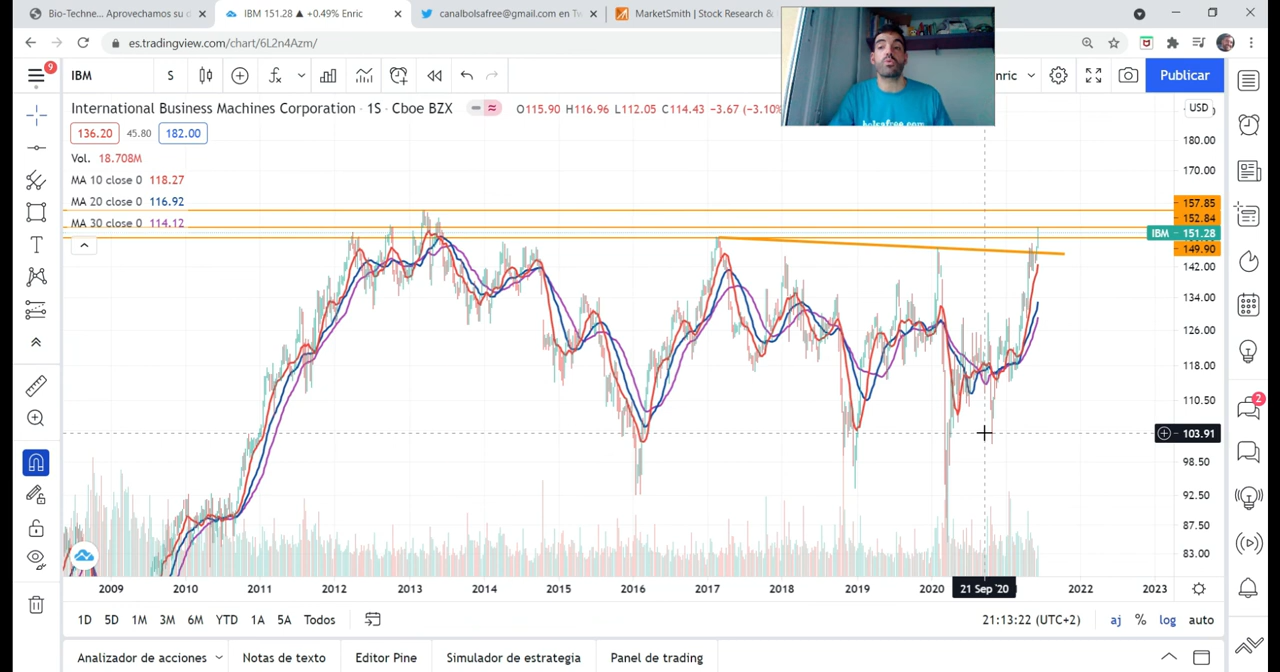 Bio-Techne... Aprovechamos su c
IBM 151.28 ▲ +0.49% Enric
canalbolsafree@gmail.com en Tw
MarketSmith | Stock Research &
es.tradingview.com/chart/6L2n4Azm/
9
IBM
S
nric
Publicar
International Business Machines Corporation · 1S · Cboe BZX
O115.90 H116.96 L112.05 C114.43 −3.67 (−3.10%
USD
136.20 45.80 182.00
Vol. 18.708M
MA 10 close 0 118.27
MA 20 close 0 116.92
MA 30 close 0 114.12
bolsafree.com
180.00
170.00
157.85
152.84
IBM 151.28
149.90
142.00
134.00
126.00
118.00
110.50
103.91
98.50
92.50
87.50
83.00
2
2009 2010 2011 2012 2013 2014 2015 2016 2017 2018 2019 2020 21 Sep '20 2022 2023
1D 5D 1M 3M 6M YTD 1A 5A Todos
21:13:22 (UTC+2) aj % log auto
Analizador de acciones Notas de texto Editor Pine Simulador de estrategia Panel de trading